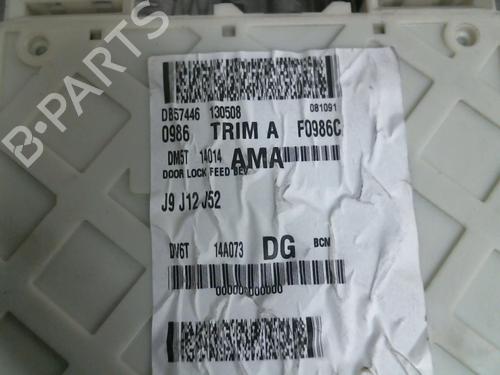 B-PARTS
DB57446 130508 081091
0986 TRIM A F0986C
DM5T 14014 AMA
DOOR LOCK FEED BEV
J9 J12 J52
DV6T 14A073 DG BCN